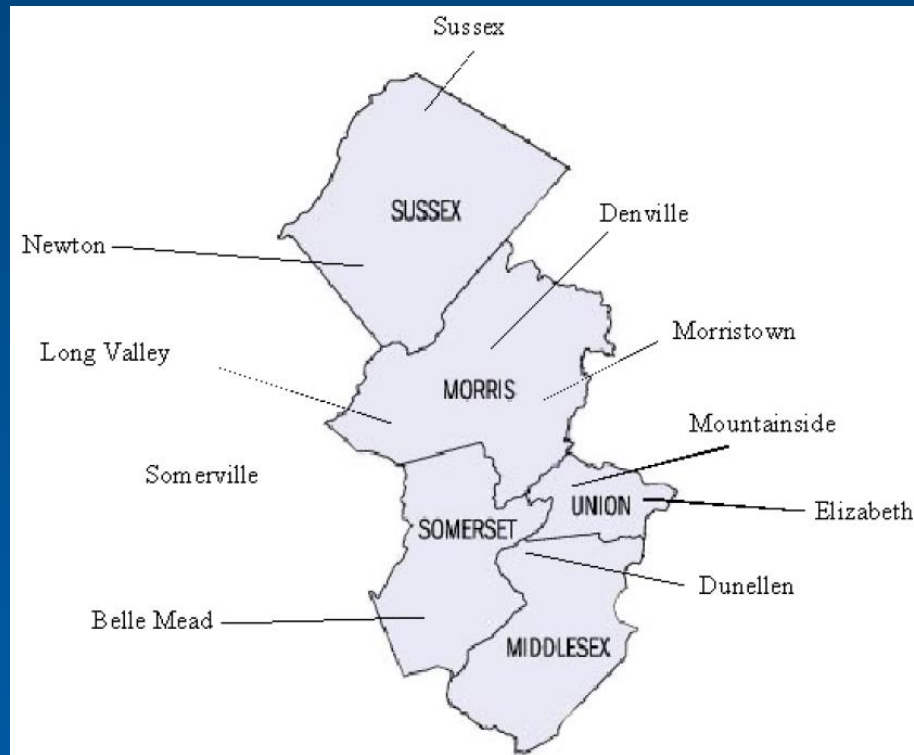 Sussex
SUSSEX
Denville
Newton
Morristown
Long Valley
MORRIS
Mountainside
Somerville
UNION
Elizabeth
SOMERSET
Dunellen
Belle Mead
MIDDLESEX